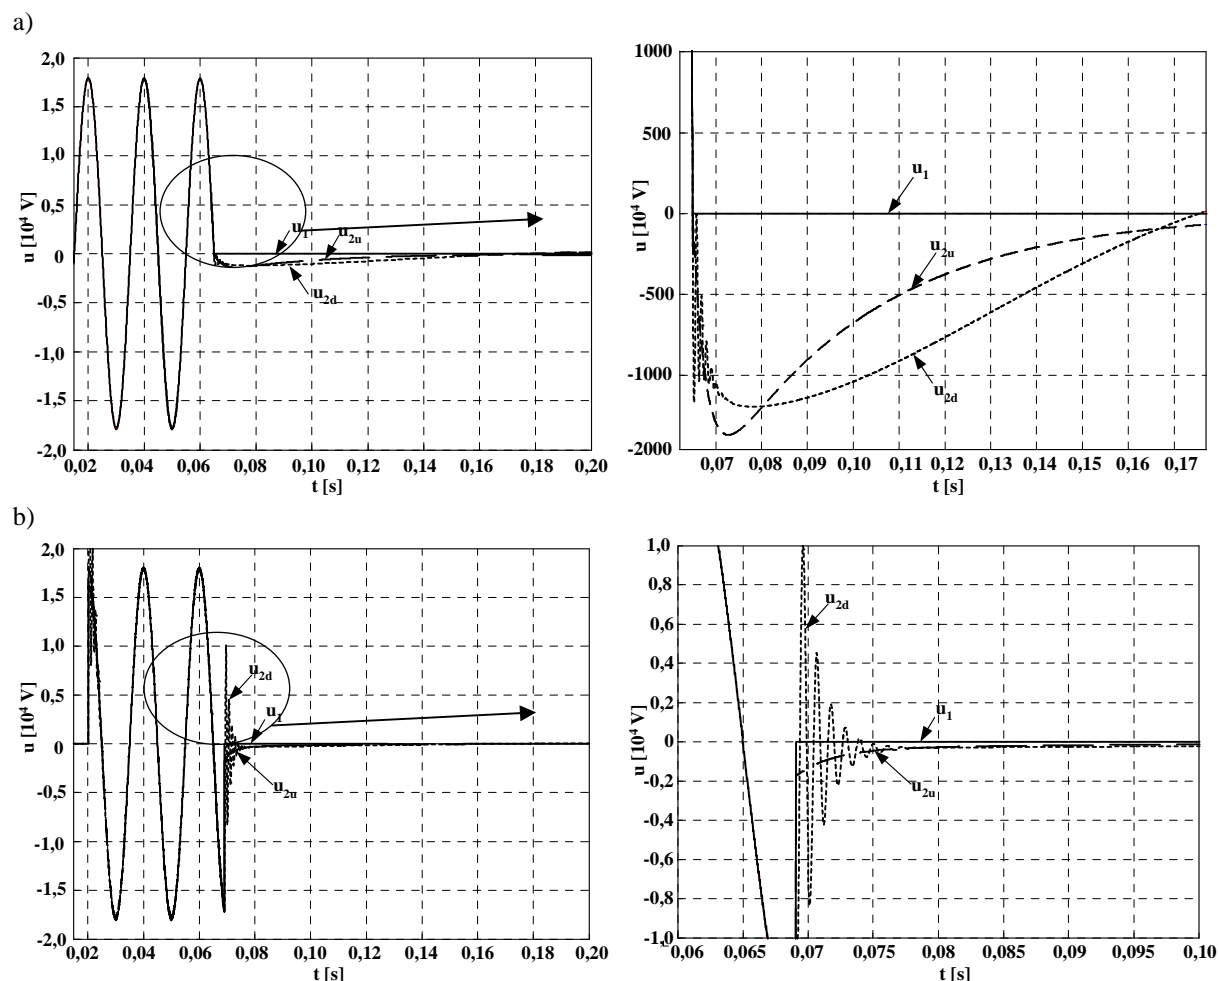 a)
2,0
1,5
1,0
0,5
0
-0,5
-1,0
-1,5
-2,0
u [10⁴ V]
u₁
u₂ᵤ
u₂d
0,02 0,04 0,06 0,08 0,10 0,12 0,14 0,16 0,18 0,20
t [s]
1000
500
0
-500
-1000
-2000
u [10⁴ V]
u₁
u₂ᵤ
u₂d
0,07 0,08 0,09 0,10 0,11 0,12 0,13 0,14 0,15 0,16 0,17
t [s]
b)
2,0
1,5
1,0
0,5
0
-0,5
-1,0
-1,5
-2,0
u [10⁴ V]
u₂d
u₁
u₂ᵤ
0,02 0,04 0,06 0,08 0,10 0,12 0,14 0,16 0,18 0,20
t [s]
1,0
0,8
0,6
0,4
0,2
0
-0,2
-0,4
-0,6
-0,8
-1,0
u [10⁴ V]
u₂d
u₁
u₂ᵤ
0,06 0,065 0,07 0,075 0,08 0,085 0,09 0,095 0,10
t [s]